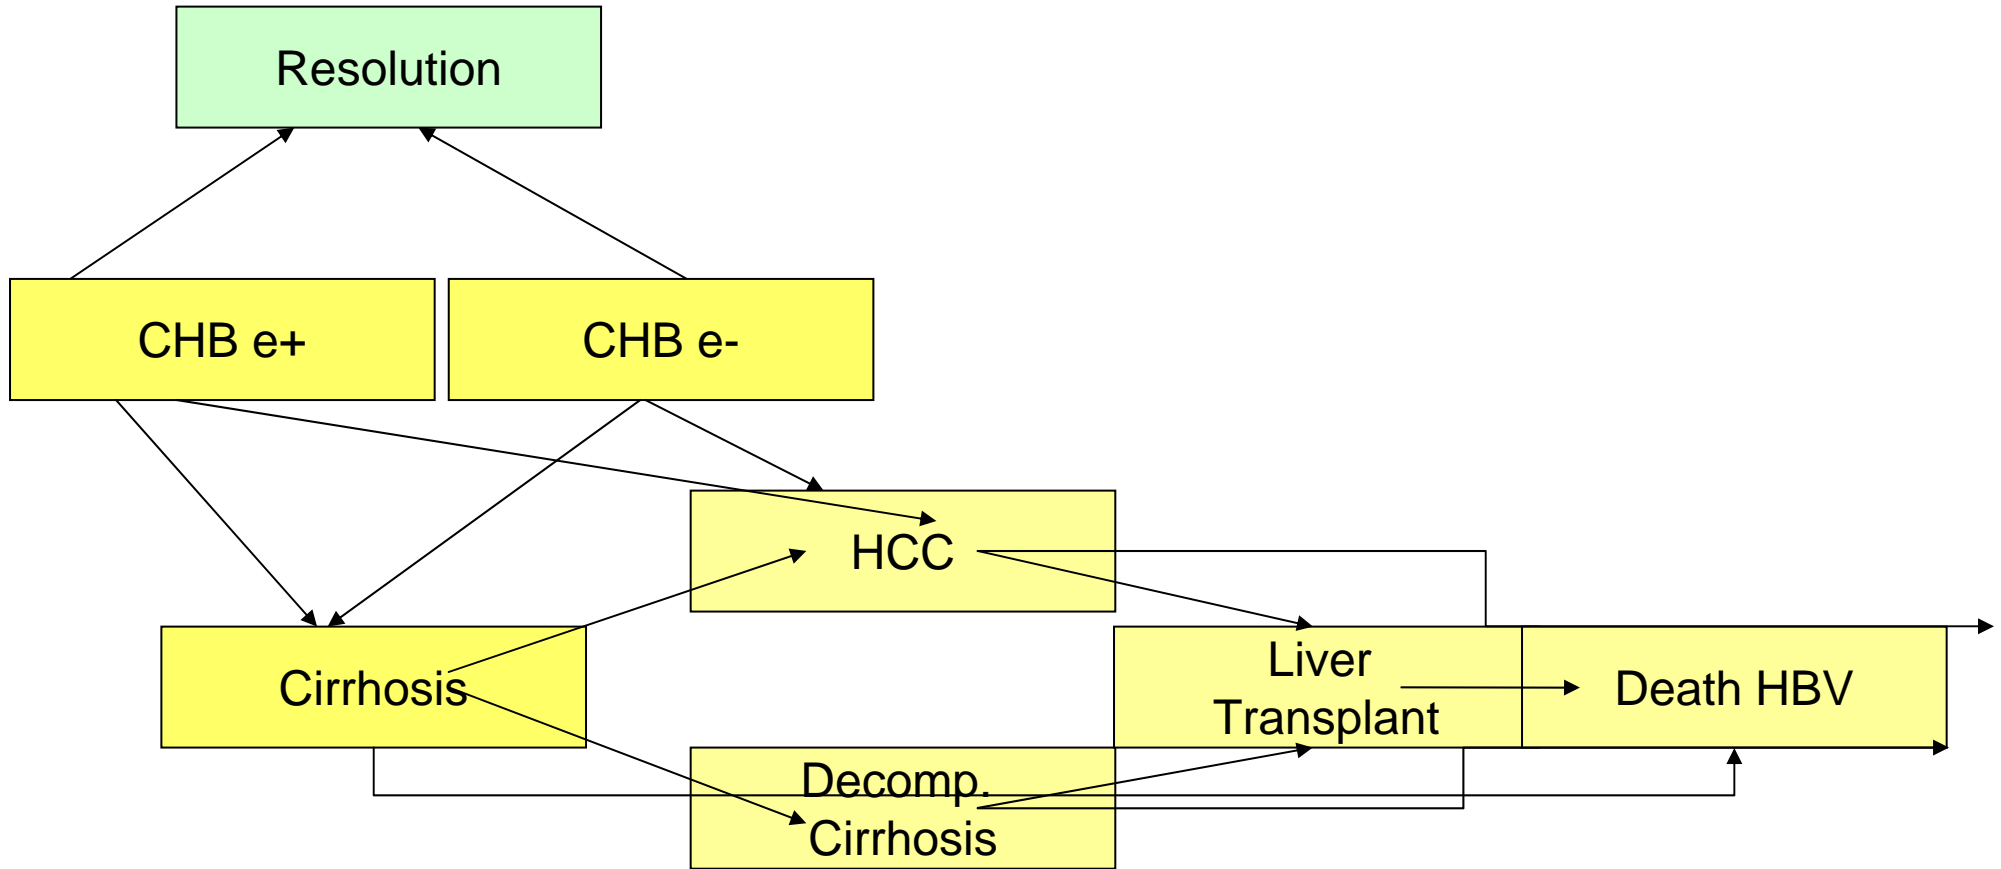 Resolution
CHB e+
CHB e-
HCC
Cirrhosis
Liver
Transplant
Death HBV
Decomp.
Cirrhosis